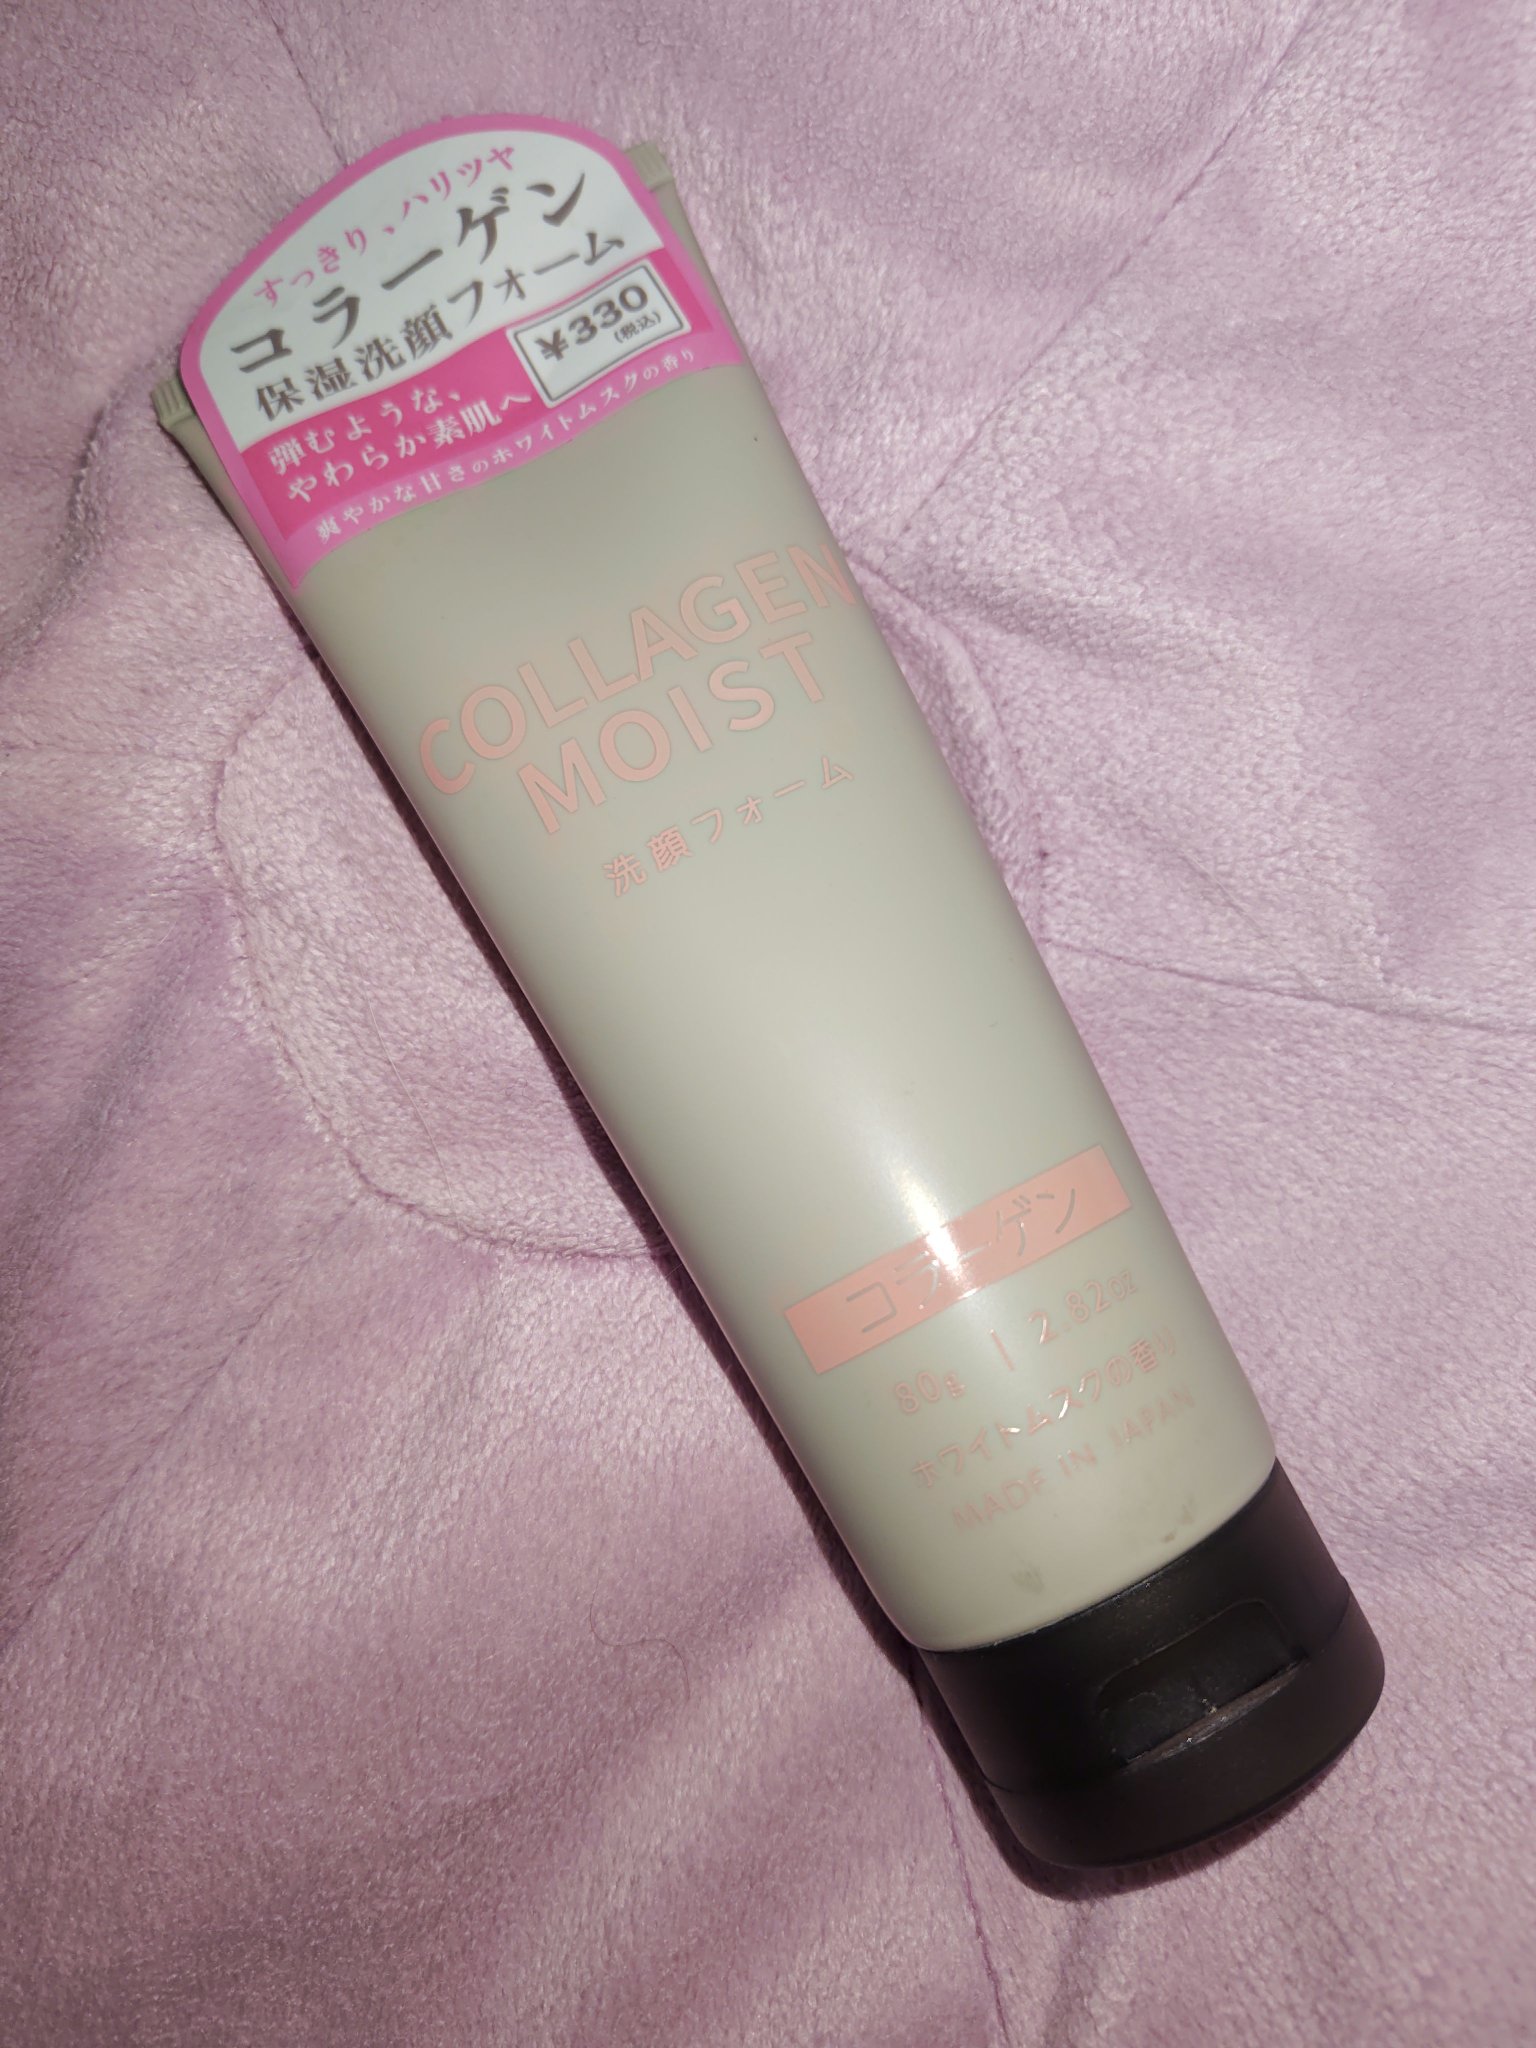 すっきり、ハリツヤ
コラーゲン
保湿洗顔フォーム
弾むような、
やわらか素肌へ
¥330
(税込)
爽やかな甘さのホワイトムスクの香り
COLLAGEN
MOIST
洗顔フォーム
コラーゲン
80g | 2.82oz
ホワイトムスクの香り
MADE IN JAPAN